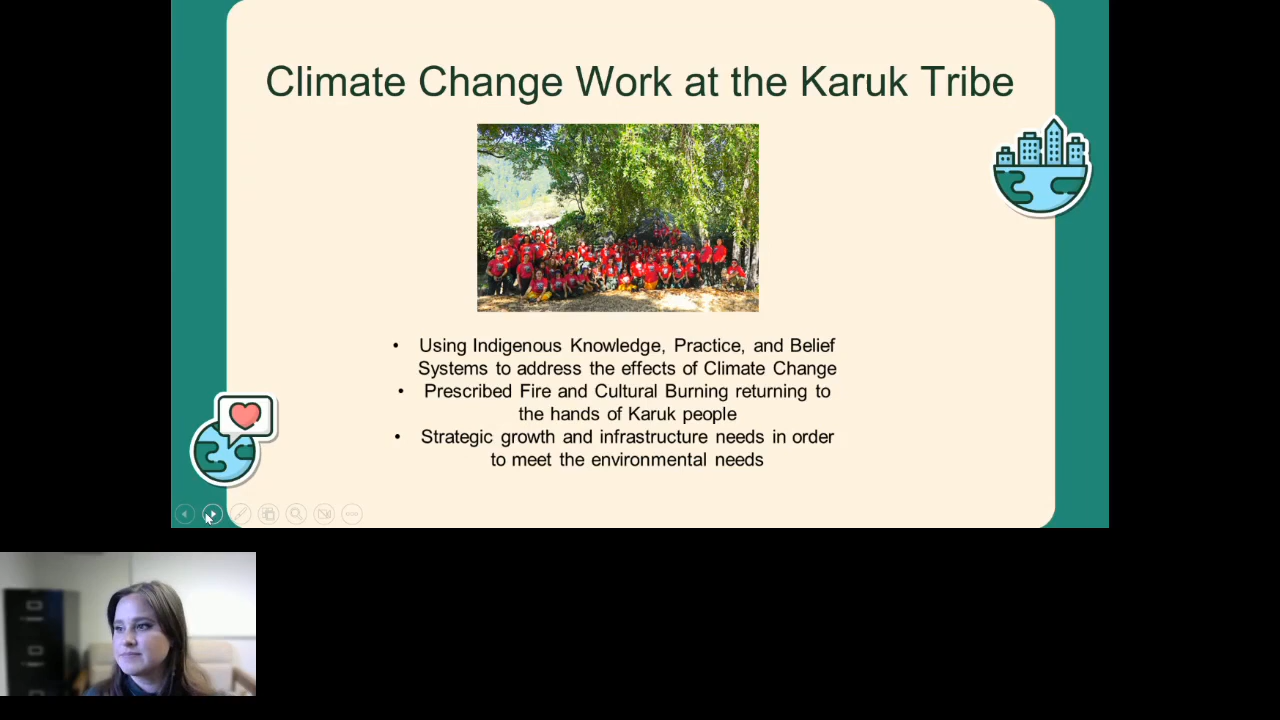 Climate Change Work at the Karuk Tribe
• Using Indigenous Knowledge, Practice, and Belief
Systems to address the effects of Climate Change
• Prescribed Fire and Cultural Burning returning to
the hands of Karuk people
• Strategic growth and infrastructure needs in order
to meet the environmental needs